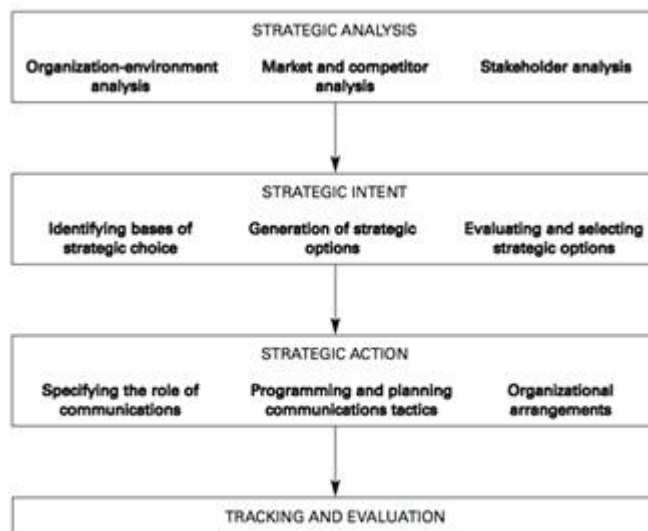 STRATEGIC ANALYSIS
Organization-environment analysis
Market and competitor analysis
Stakeholder analysis
STRATEGIC INTENT
Identifying bases of strategic choice
Generation of strategic options
Evaluating and selecting strategic options
STRATEGIC ACTION
Specifying the role of communications
Programming and planning communications tactics
Organizational arrangements
TRACKING AND EVALUATION